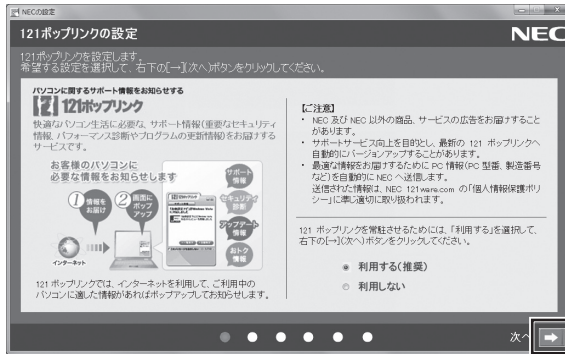 NECの設定
121ポップリンクの設定
NEC
121ポップリンクを設定します。
希望する設定を選択して、右下の[→](次へ)ボタンをクリックしてください。
パソコンに関するサポート情報をお知らせする
121ポップリンク
快適なパソコン生活に必要な、サポート情報(重要なセキュリティ
情報、パフォーマンス診断やプログラムの更新情報)をお届けする
サービスです。
お客様のパソコンに
必要な情報をお知らせします
1 情報を
お届け
2 画面に
ポップ
アップ
サポート
情報
セキュリティ
診断
アップデート
情報
おトク
情報
インターネット
121 ポップリンクでは、インターネットを利用して、ご利用中の
パソコンに適した情報があればポップアップしてお知らせします。
【ご注意】
・ NEC 及び NEC 以外の商品、サービスの広告をお届けすること
があります。
・ サポートサービス向上を目的とし、最新の 121 ポップリンクへ
自動的にバージョンアップすることがあります。
・ 最適な情報をお届けするために PC 情報(PC 型番、製造番号
など)を自動的に NEC へ送信します。
送信された情報は、NEC 121ware.com の「個人情報保護ポリ
シー」に準じ適切に取り扱われます。
121 ポップリンクを常駐させるためには、「利用する」を選択して、
右下の[→](次へ)ボタンをクリックしてください。
利用する(推奨)
利用しない
次へ